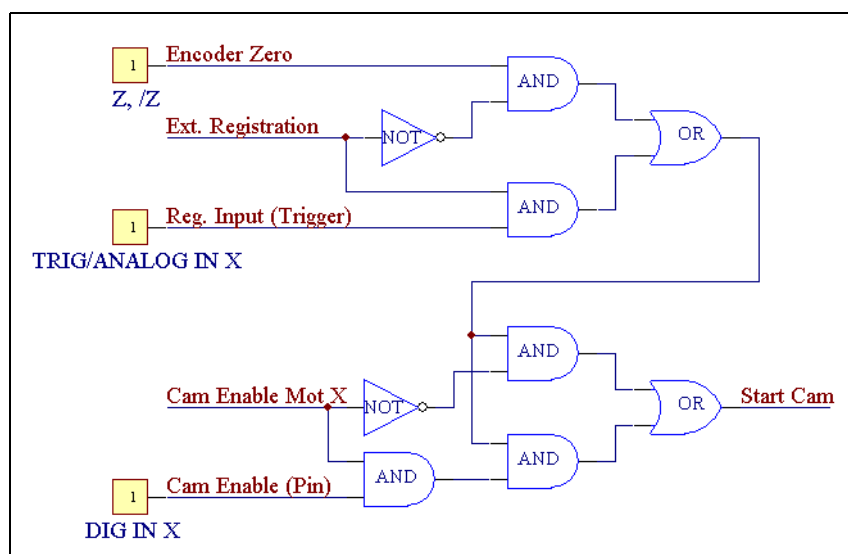 Encoder Zero
1
Z, /Z
AND
Ext. Registration
NOT
OR
AND
Reg. Input (Trigger)
1
TRIG/ANALOG IN X
AND
Cam Enable Mot X
NOT
OR
Start Cam
AND
AND
Cam Enable (Pin)
1
DIG IN X